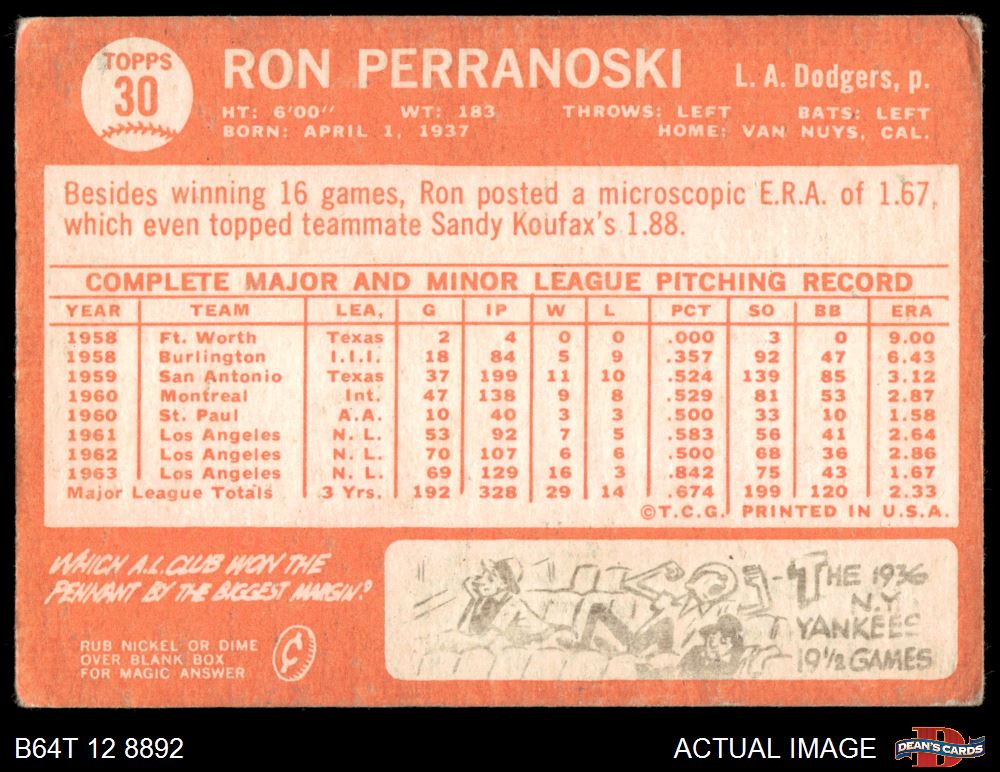 TOPPS
30
RON PERRANOSKI
L. A. Dodgers, p.
HT: 6'00" WT: 183 THROWS: LEFT BATS: LEFT
BORN: APRIL 1, 1937 HOME: VAN NUYS, CAL.
Besides winning 16 games, Ron posted a microscopic E.R.A. of 1.67,
which even topped teammate Sandy Koufax's 1.88.
COMPLETE MAJOR AND MINOR LEAGUE PITCHING RECORD
YEAR TEAM LEA, G IP W L PCT SO BB ERA
1958 Ft. Worth Texas 2 4 0 0 .000 3 0 9.00
1958 Burlington I.I.I. 18 84 5 9 .357 92 47 6.43
1959 San Antonio Texas 37 199 11 10 .524 139 85 3.12
1960 Montreal Int. 47 138 9 8 .529 81 53 2.87
1960 St. Paul A.A. 10 40 3 3 .500 33 10 1.58
1961 Los Angeles N. L. 53 92 7 5 .583 56 41 2.64
1962 Los Angeles N. L. 70 107 6 6 .500 68 36 2.86
1963 Los Angeles N. L. 69 129 16 3 .842 75 43 1.67
Major League Totals 3 Yrs. 192 328 29 14 .674 199 120 2.33
©T.C.G. PRINTED IN U.S.A.
WHICH A.L. CLUB WON THE
PENNANT BY THE BIGGEST MARGIN?
RUB NICKEL OR DIME
OVER BLANK BOX
FOR MAGIC ANSWER
THE 1936
N.Y.
YANKEES
19 1/2 GAMES
B64T 12 8892
ACTUAL IMAGE
DEAN'S CARDS